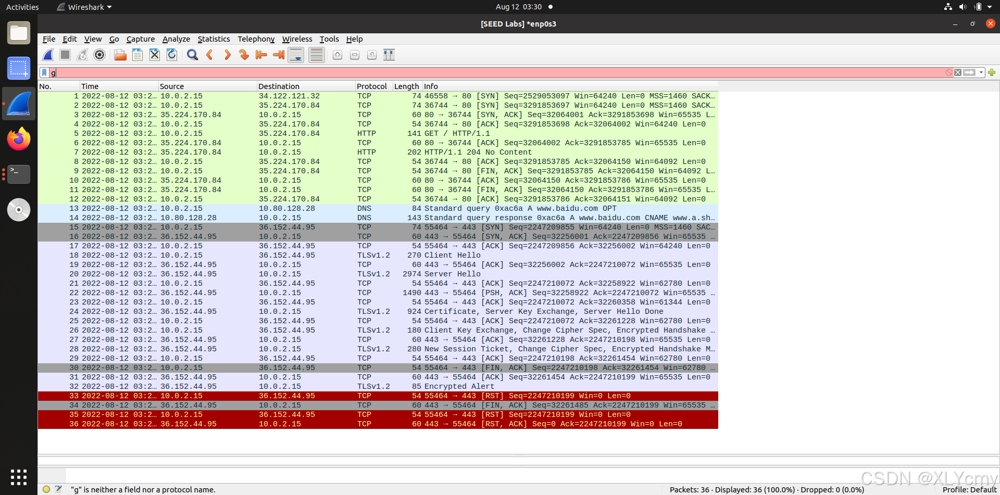 Activities Wireshark Aug 12 03:30
[SEED Labs] *enp0s3
File Edit View Go Capture Analyze Statistics Telephony Wireless Tools Help
g
No. Time Source Destination Protocol Length Info
1 2022-08-12 03:2… 10.0.2.15 34.122.121.32 TCP 74 46558 → 80 [SYN] Seq=2529053097 Win=64240 Len=0 MSS=1460 SACK…
2 2022-08-12 03:2… 10.0.2.15 35.224.170.84 TCP 74 36744 → 80 [SYN] Seq=3291853697 Win=64240 Len=0 MSS=1460 SACK…
3 2022-08-12 03:2… 35.224.170.84 10.0.2.15 TCP 60 80 → 36744 [SYN, ACK] Seq=32064001 Ack=3291853698 Win=65535 L…
4 2022-08-12 03:2… 10.0.2.15 35.224.170.84 TCP 54 36744 → 80 [ACK] Seq=3291853698 Ack=32064002 Win=64240 Len=0
5 2022-08-12 03:2… 10.0.2.15 35.224.170.84 HTTP 141 GET / HTTP/1.1
6 2022-08-12 03:2… 35.224.170.84 10.0.2.15 TCP 60 80 → 36744 [ACK] Seq=32064002 Ack=3291853785 Win=65535 Len=0
7 2022-08-12 03:2… 35.224.170.84 10.0.2.15 HTTP 202 HTTP/1.1 204 No Content
8 2022-08-12 03:2… 10.0.2.15 35.224.170.84 TCP 54 36744 → 80 [ACK] Seq=3291853785 Ack=32064150 Win=64092 Len=0
9 2022-08-12 03:2… 10.0.2.15 35.224.170.84 TCP 54 36744 → 80 [FIN, ACK] Seq=3291853785 Ack=32064150 Win=64092 L…
10 2022-08-12 03:2… 35.224.170.84 10.0.2.15 TCP 60 80 → 36744 [ACK] Seq=32064150 Ack=3291853786 Win=65535 Len=0
11 2022-08-12 03:2… 35.224.170.84 10.0.2.15 TCP 60 80 → 36744 [FIN, ACK] Seq=32064150 Ack=3291853786 Win=65535 L…
12 2022-08-12 03:2… 10.0.2.15 35.224.170.84 TCP 54 36744 → 80 [ACK] Seq=3291853786 Ack=32064151 Win=64092 Len=0
13 2022-08-12 03:2… 10.0.2.15 10.80.128.28 DNS 84 Standard query 0xac6a A www.baidu.com OPT
14 2022-08-12 03:2… 10.80.128.28 10.0.2.15 DNS 143 Standard query response 0xac6a A www.baidu.com CNAME www.a.sh…
15 2022-08-12 03:2… 10.0.2.15 36.152.44.95 TCP 74 55464 → 443 [SYN] Seq=2247209855 Win=64240 Len=0 MSS=1460 SAC…
16 2022-08-12 03:2… 36.152.44.95 10.0.2.15 TCP 60 443 → 55464 [SYN, ACK] Seq=32256001 Ack=2247209856 Win=65535 …
17 2022-08-12 03:2… 10.0.2.15 36.152.44.95 TCP 54 55464 → 443 [ACK] Seq=2247209856 Ack=32256002 Win=64240 Len=0
18 2022-08-12 03:2… 10.0.2.15 36.152.44.95 TLSv1.2 270 Client Hello
19 2022-08-12 03:2… 36.152.44.95 10.0.2.15 TCP 60 443 → 55464 [ACK] Seq=32256002 Ack=2247210072 Win=65535 Len=0
20 2022-08-12 03:2… 36.152.44.95 10.0.2.15 TLSv1.2 2974 Server Hello
21 2022-08-12 03:2… 10.0.2.15 36.152.44.95 TCP 54 55464 → 443 [ACK] Seq=2247210072 Ack=32258922 Win=62780 Len=0
22 2022-08-12 03:2… 36.152.44.95 10.0.2.15 TCP 1490 443 → 55464 [PSH, ACK] Seq=32258922 Ack=2247210072 Win=65535 …
23 2022-08-12 03:2… 10.0.2.15 36.152.44.95 TCP 54 55464 → 443 [ACK] Seq=2247210072 Ack=32260358 Win=61344 Len=0
24 2022-08-12 03:2… 36.152.44.95 10.0.2.15 TLSv1.2 924 Certificate, Server Key Exchange, Server Hello Done
25 2022-08-12 03:2… 10.0.2.15 36.152.44.95 TCP 54 55464 → 443 [ACK] Seq=2247210072 Ack=32261228 Win=62780 Len=0
26 2022-08-12 03:2… 10.0.2.15 36.152.44.95 TLSv1.2 180 Client Key Exchange, Change Cipher Spec, Encrypted Handshake …
27 2022-08-12 03:2… 36.152.44.95 10.0.2.15 TCP 60 443 → 55464 [ACK] Seq=32261228 Ack=2247210198 Win=65535 Len=0
28 2022-08-12 03:2… 36.152.44.95 10.0.2.15 TLSv1.2 280 New Session Ticket, Change Cipher Spec, Encrypted Handshake M…
29 2022-08-12 03:2… 10.0.2.15 36.152.44.95 TCP 54 55464 → 443 [ACK] Seq=2247210198 Ack=32261454 Win=62780 Len=0
30 2022-08-12 03:2… 10.0.2.15 36.152.44.95 TCP 54 55464 → 443 [FIN, ACK] Seq=2247210198 Ack=32261454 Win=62780 …
31 2022-08-12 03:2… 36.152.44.95 10.0.2.15 TCP 60 443 → 55464 [ACK] Seq=32261454 Ack=2247210199 Win=65535 Len=0
32 2022-08-12 03:2… 36.152.44.95 10.0.2.15 TLSv1.2 85 Encrypted Alert
33 2022-08-12 03:2… 10.0.2.15 36.152.44.95 TCP 54 55464 → 443 [RST] Seq=2247210199 Win=0 Len=0
34 2022-08-12 03:2… 36.152.44.95 10.0.2.15 TCP 60 443 → 55464 [FIN, ACK] Seq=32261485 Ack=2247210199 Win=65535 …
35 2022-08-12 03:2… 10.0.2.15 36.152.44.95 TCP 54 55464 → 443 [RST] Seq=2247210199 Win=0 Len=0
36 2022-08-12 03:2… 36.152.44.95 10.0.2.15 TCP 60 443 → 55464 [RST, ACK] Seq=0 Ack=2247210199 Win=0 Len=0
CSDN @XLYcmy
"g" is neither a field nor a protocol name. Packets: 36 · Displayed: 36 (100.0%) · Dropped: 0 (0.0%) Profile: Default